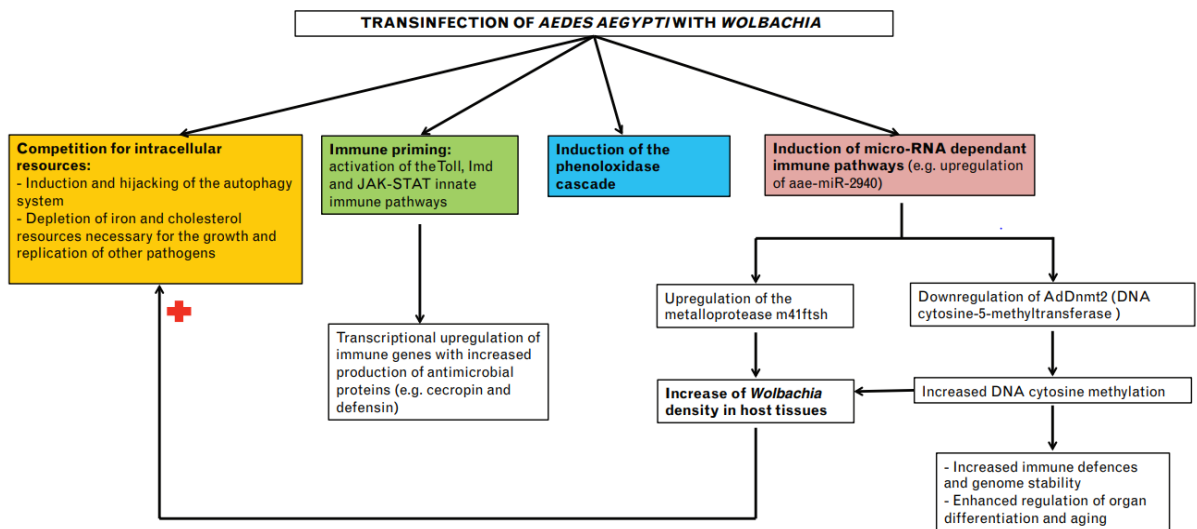 TRANSINFECTION OF AEDES AEGYPTI WITH WOLBACHIA
Competition for intracellular
resources:
- Induction and hijacking of the autophagy
system
- Depletion of iron and cholesterol
resources necessary for the growth and
replication of other pathogens
Immune priming:
activation of the Toll, Imd
and JAK-STAT innate
immune pathways
Induction of the
phenoloxidase
cascade
Induction of micro-RNA dependant
immune pathways (e.g. upregulation
of aae-miR-2940)
Transcriptional upregulation of
immune genes with increased
production of antimicrobial
proteins (e.g. cecropin and
defensin)
Upregulation of the
metalloprotease m41ftsh
Downregulation of AdDnmt2 (DNA
cytosine-5-methyltransferase )
Increase of Wolbachia
density in host tissues
Increased DNA cytosine methylation
- Increased immune defences
and genome stability
- Enhanced regulation of organ
differentiation and aging